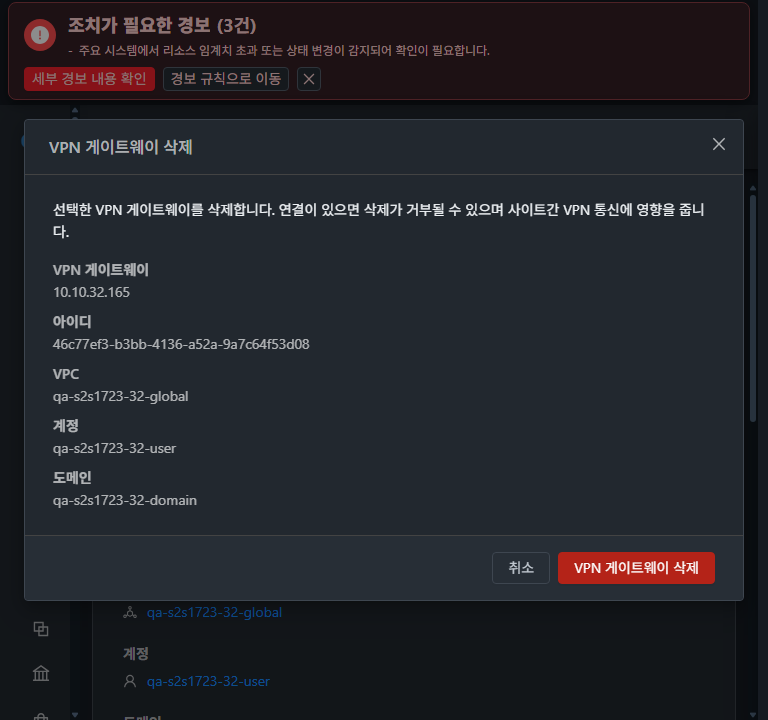 조치가 필요한 경보 (3건)
- 주요 시스템에서 리소스 임계치 초과 또는 상태 변경이 감지되어 확인이 필요합니다.
세부 경보 내용 확인
경보 규칙으로 이동
VPN 게이트웨이 삭제
선택한 VPN 게이트웨이를 삭제합니다. 연결이 있으면 삭제가 거부될 수 있으며 사이트간 VPN 통신에 영향을 줍니
다.
VPN 게이트웨이
10.10.32.165
아이디
46c77ef3-b3bb-4136-a52a-9a7c64f53d08
VPC
qa-s2s1723-32-global
계정
qa-s2s1723-32-user
도메인
qa-s2s1723-32-domain
취소
VPN 게이트웨이 삭제
qa-s2s1723-32-global
계정
qa-s2s1723-32-user